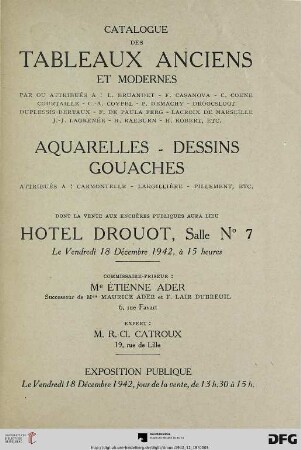 CATALOGUE
DES
TABLEAUX ANCIENS
ET MODERNES
PAR OU ATTRIBUÉS A : L. BRUANDET - F. CASANOVA - C. COENE
COURTAILLE - C.-A. COYPEL - P. DEMACHY - DROOCSLOOT
DUPLESSIS-BERTAUX - F. DE PAULA FERG - LACROIX DE MARSEILLE
J.-J. LAGRENÉE - H. RAEBURN - H. ROBERT, ETC.
AQUARELLES - DESSINS
GOUACHES
ATTRIBUÉS A : CARMONTELLE - LARGILLIÈRE - PILLEMENT, ETC.
DONT LA VENTE AUX ENCHÈRES PUBLIQUES AURA LIEU
HOTEL DROUOT, Salle No 7
Le Vendredi 18 Décembre 1942, à 15 heures
COMMISSAIRE-PRISEUR :
Me ÉTIENNE ADER
Successeur de Mes MAURICE ADER et F. LAIR DUBREUIL
6, rue Favart
EXPERT :
M. R. Cl. CATROUX
19, rue de Lille
EXPOSITION PUBLIQUE
Le Vendredi 18 Décembre 1942, jour de la vente, de 13 h. 30 à 15 h.
DFG